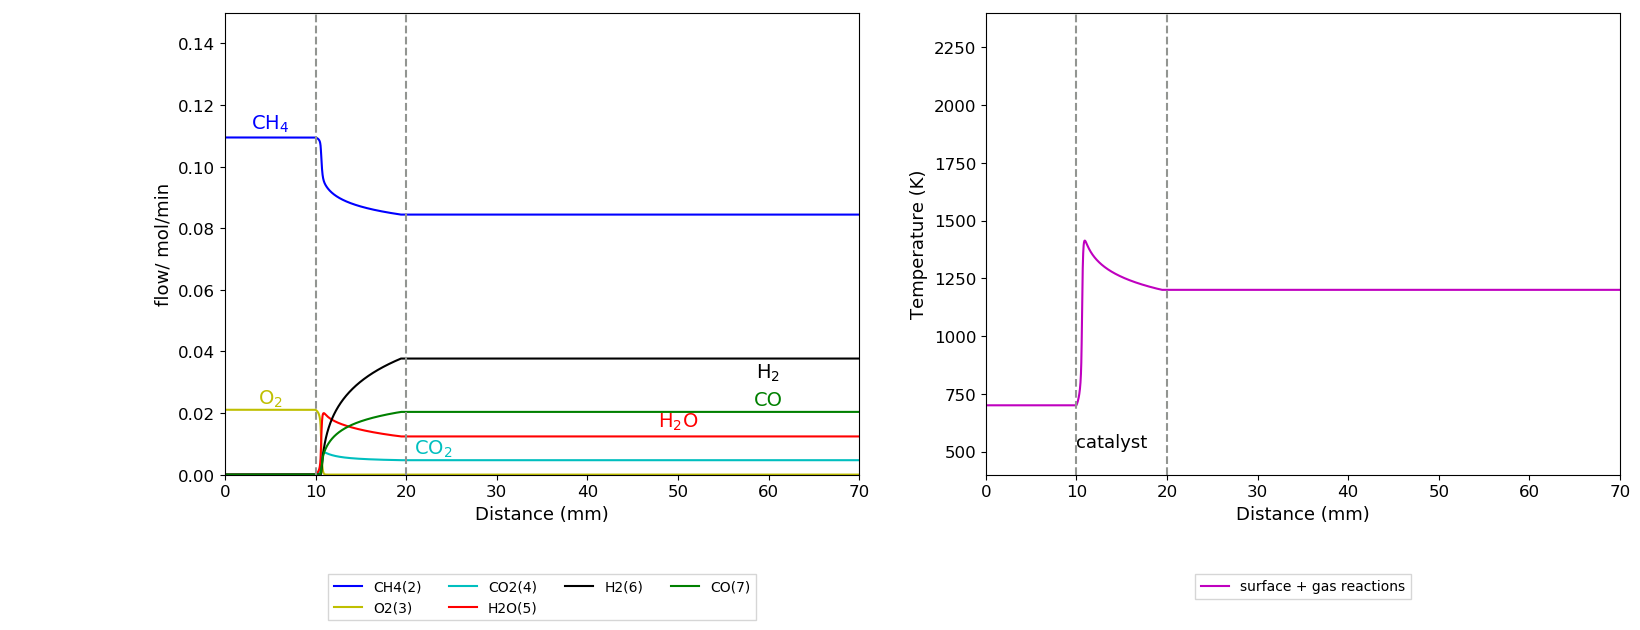 0.14
0.12
0.10
0.08
0.06
0.04
0.02
0.00
flow/ mol/min
CH₄
O₂
H₂
CO
H₂O
CO₂
0 10 20 30 40 50 60 70
Distance (mm)
CH4(2) CO2(4) H2(6) CO(7)
O2(3) H2O(5)
2250
2000
1750
1500
1250
1000
750
500
Temperature (K)
catalyst
0 10 20 30 40 50 60 70
Distance (mm)
surface + gas reactions